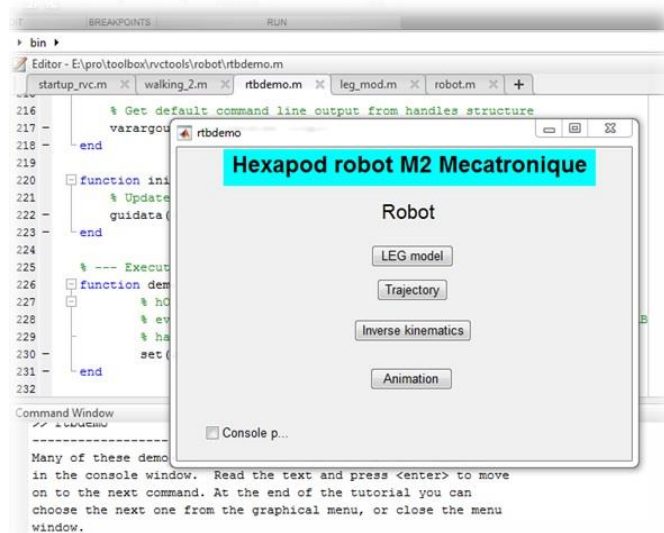 BREAKPOINTS
RUN
bin
Editor - E:\pro\toolbox\rvctools\robot\rtbdemo.m
startup_rvc.m walking_2.m rtbdemo.m leg_mod.m robot.m +
216 % Get default command line output from handles structure
217 - varargou
218 - end
219
220 function ini
221 % Update
222 - guidata(
223 - end
224
225 % --- Execut
226 function dem
227 % hO
228 % ev
229 % ha
230 - set(
231 - end
232
rtbdemo
Hexapod robot M2 Mecatronique
Robot
LEG model
Trajectory
Inverse kinematics
Animation
Console p...
Command Window
>> rtbdemo
------------------
Many of these demo
in the console window. Read the text and press <enter> to move
on to the next command. At the end of the tutorial you can
choose the next one from the graphical menu, or close the menu
window.